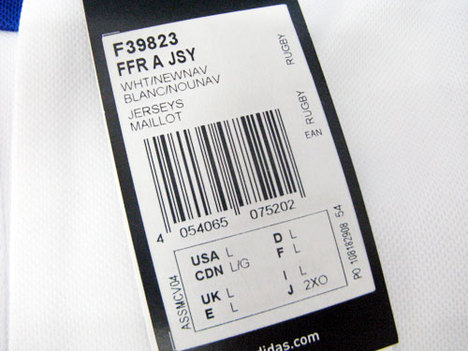 F39823
FFR A JSY
WHT/NEWNAV
BLANC/NOUNAV
JERSEYS
MAILLOT
RUGBY
RUGBY
EAN
4 054065 075202
USA L
CDN L/G
UK L
E L
D L
F L
I L
J 2XO
ASSMCV04
PO 108162908 54
didas.com